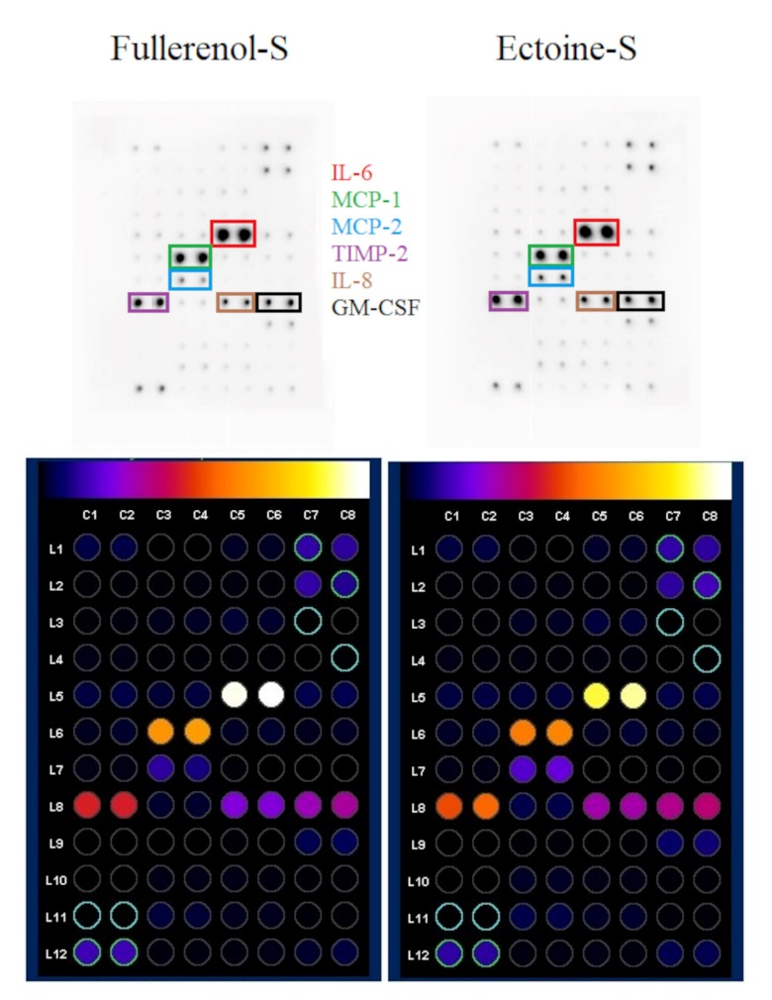 Fullerenol-S
Ectoine-S
IL-6
MCP-1
MCP-2
TIMP-2
IL-8
GM-CSF
C1 C2 C3 C4 C5 C6 C7 C8
L1
L2
L3
L4
L5
L6
L7
L8
L9
L10
L11
L12
C1 C2 C3 C4 C5 C6 C7 C8
L1
L2
L3
L4
L5
L6
L7
L8
L9
L10
L11
L12